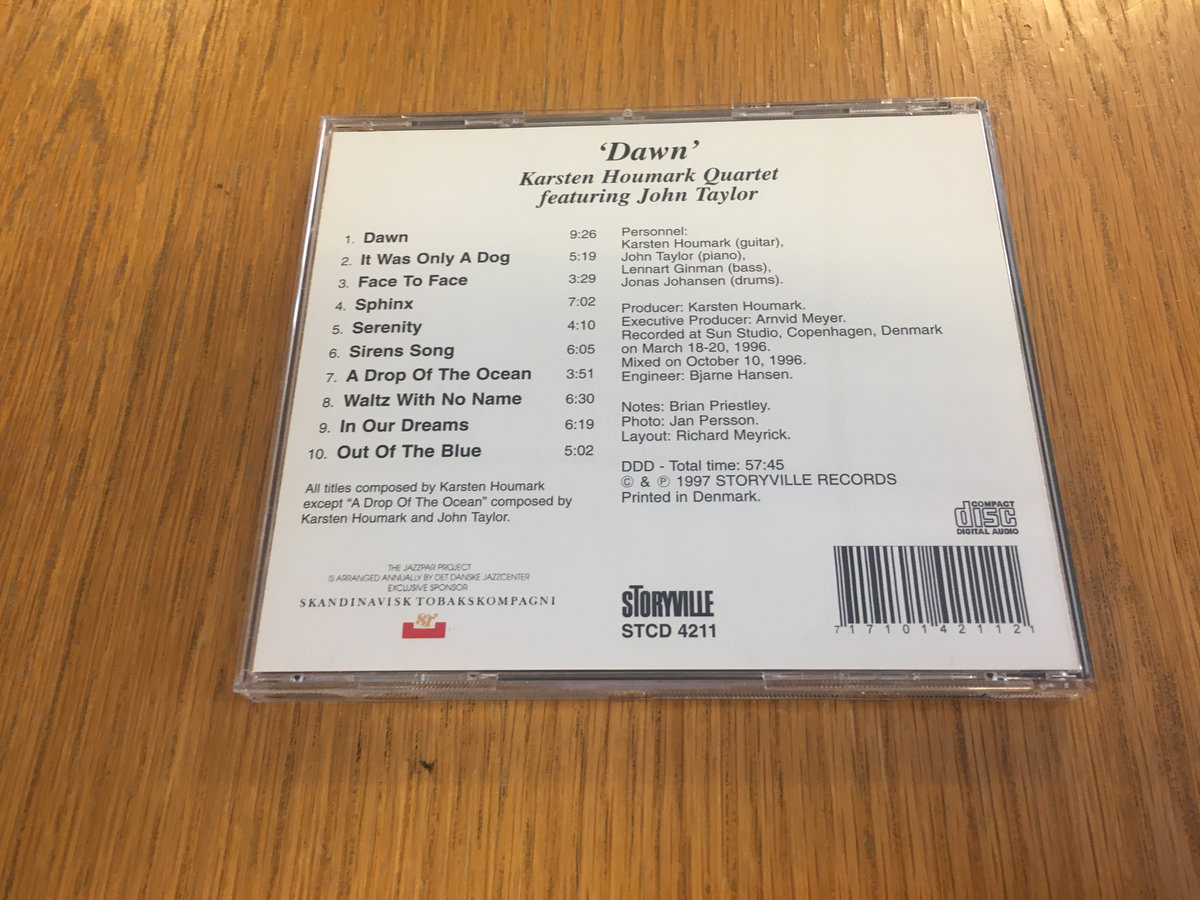 'Dawn'
Karsten Houmark Quartet
featuring John Taylor
1. Dawn 9:26
2. It Was Only A Dog 5:19
3. Face To Face 3:29
4. Sphinx 7:02
5. Serenity 4:10
6. Sirens Song 6:05
7. A Drop Of The Ocean 3:51
8. Waltz With No Name 6:30
9. In Our Dreams 6:19
10. Out Of The Blue 5:02
All titles composed by Karsten Houmark
except "A Drop Of The Ocean" composed by
Karsten Houmark and John Taylor.
THE JAZZPAR PROJECT
IS ARRANGED ANNUALLY BY DET DANSKE JAZZCENTER
EXCLUSIVE SPONSOR
SKANDINAVISK TOBAKSKOMPAGNI
Personnel:
Karsten Houmark (guitar),
John Taylor (piano),
Lennart Ginman (bass),
Jonas Johansen (drums).
Producer: Karsten Houmark.
Executive Producer: Arnvid Meyer.
Recorded at Sun Studio, Copenhagen, Denmark
on March 18-20, 1996.
Mixed on October 10, 1996.
Engineer: Bjarne Hansen.
Notes: Brian Priestley.
Photo: Jan Persson.
Layout: Richard Meyrick.
DDD - Total time: 57:45
© & ℗ 1997 STORYVILLE RECORDS
Printed in Denmark.
COMPACT
disc
DIGITAL AUDIO
STORYVILLE
STCD 4211
717101421121